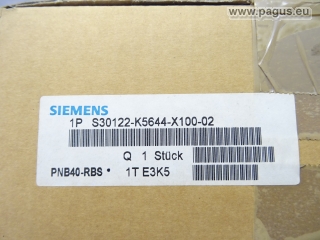 © www.pagus.eu
SIEMENS
1P S30122-K5644-X100-02
Q 1 Stück
PNB40-RBS • 1T E3K5